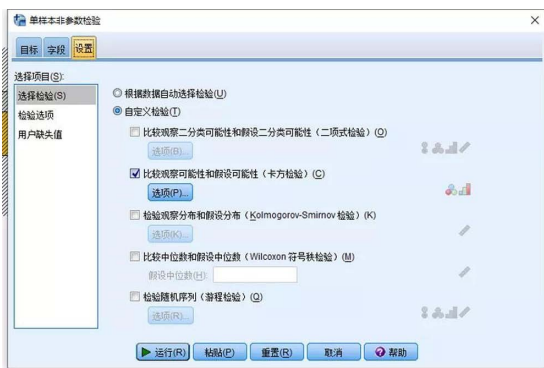 单样本非参数检验
目标 字段 设置
选择项目(S):
选择检验(S)
检验选项
用户缺失值
根据数据自动选择检验(U)
自定义检验(T)
比较观察二分类可能性和假设二分类可能性（二项式检验）(O)
选项(B)...
比较观察可能性和假设可能性（卡方检验）(C)
选项(P)...
检验观察分布和假设分布（Kolmogorov-Smirnov 检验）(K)
选项(K)...
比较中位数和假设中位数（Wilcoxon 符号秩检验）(M)
假设中位数(H):
检验随机序列（游程检验）(Q)
选项(R)...
运行(R) 粘贴(P) 重置(R) 取消 帮助